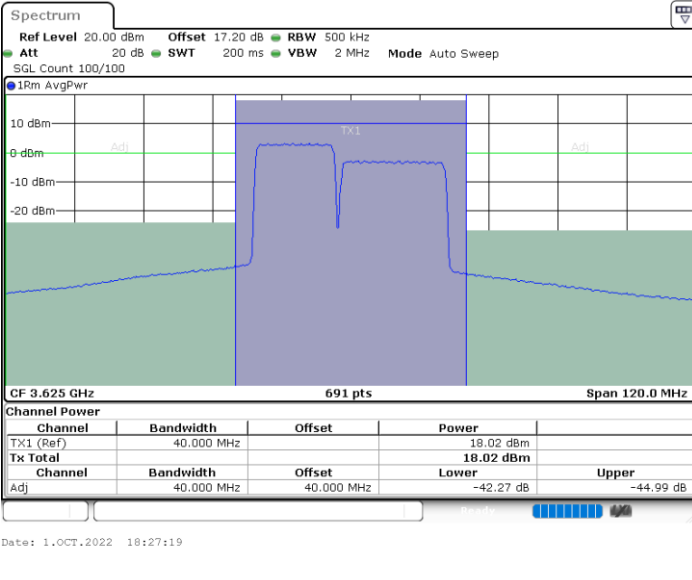 Spectrum
Ref Level 20.00 dBm Offset 17.20 dB RBW 500 kHz
Att 20 dB SWT 200 ms VBW 2 MHz Mode Auto Sweep
SGL Count 100/100
1Rm AvgPwr
10 dBm
TX1
Adj Adj
0 dBm
-10 dBm
-20 dBm
CF 3.625 GHz 691 pts Span 120.0 MHz
Channel Power
Channel Bandwidth Offset Power
TX1 (Ref) 40.000 MHz 18.02 dBm
Tx Total 18.02 dBm
Channel Bandwidth Offset Lower Upper
Adj 40.000 MHz 40.000 MHz -42.27 dB -44.99 dB
Ready
Date: 1.OCT.2022 18:27:19